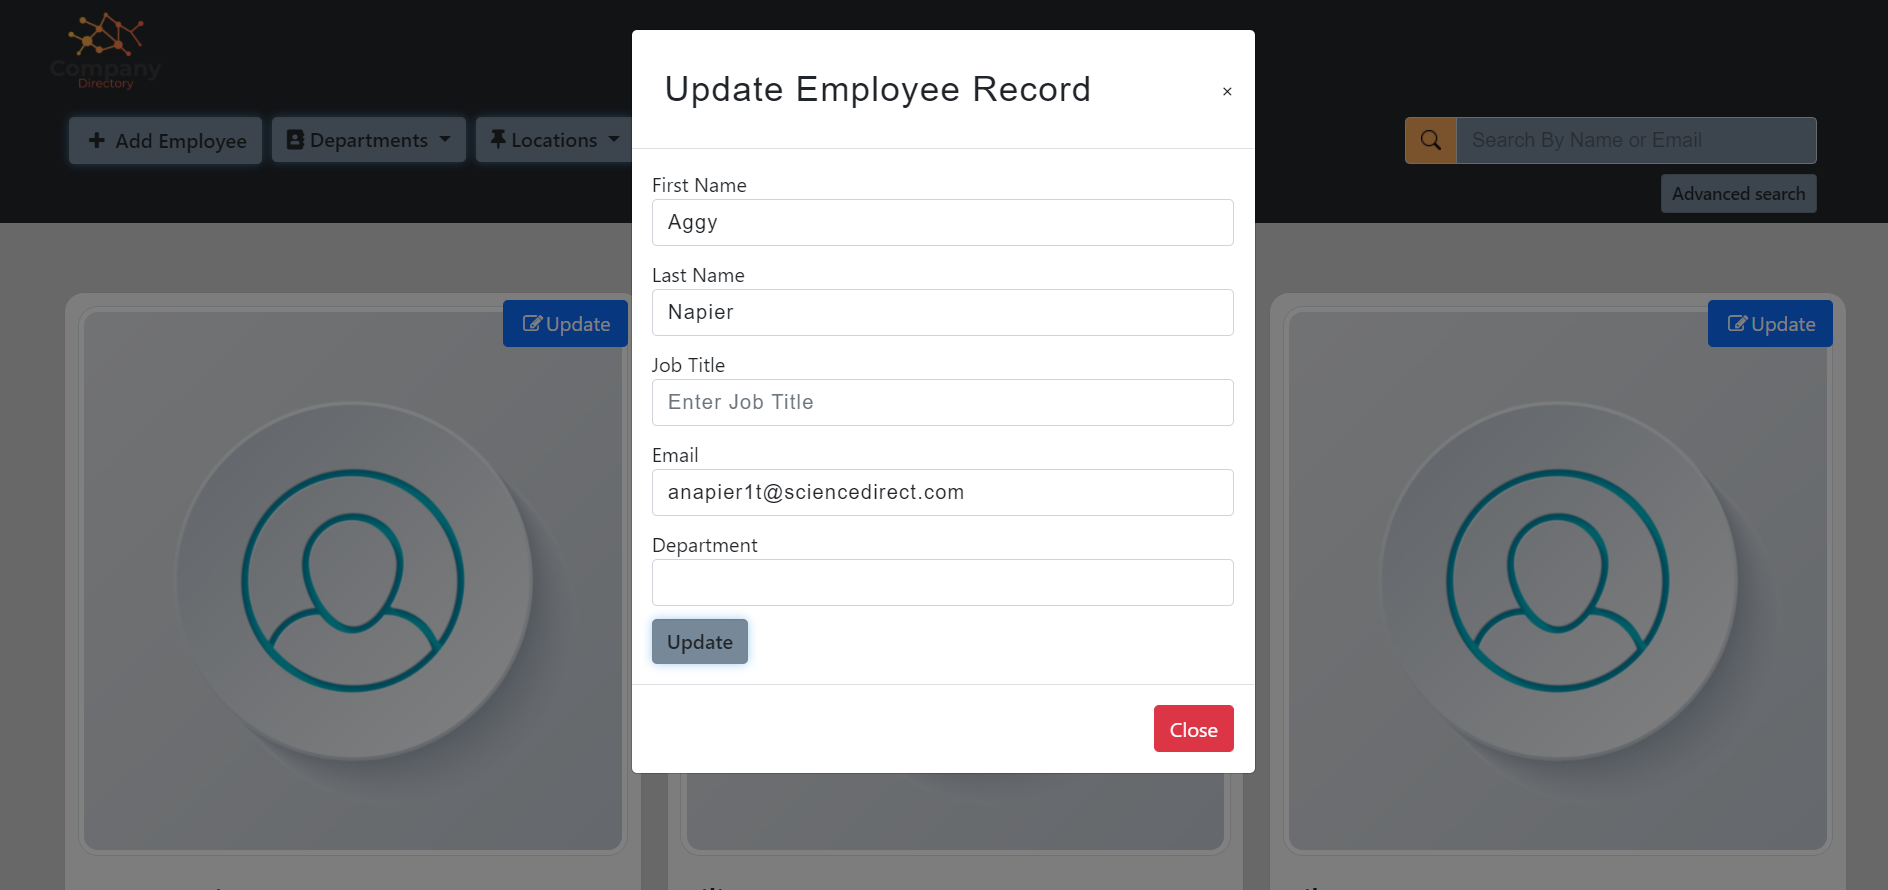 Company
Directory
Add Employee
Departments
Locations
Search By Name or Email
Advanced search
Update
Update
Update Employee Record
×
First Name
Aggy
Last Name
Napier
Job Title
Enter Job Title
Email
anapier1t@sciencedirect.com
Department
Update
Close